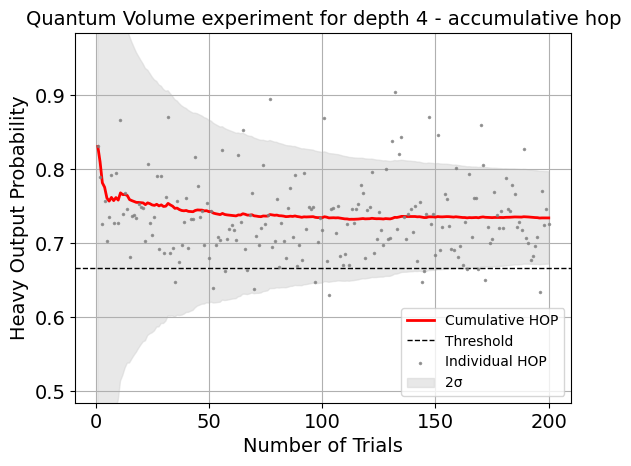 Quantum Volume experiment for depth 4 - accumulative hop
Heavy Output Probability
0.9
0.8
0.7
0.6
0.5
Cumulative HOP
Threshold
Individual HOP
2σ
0 50 100 150 200
Number of Trials